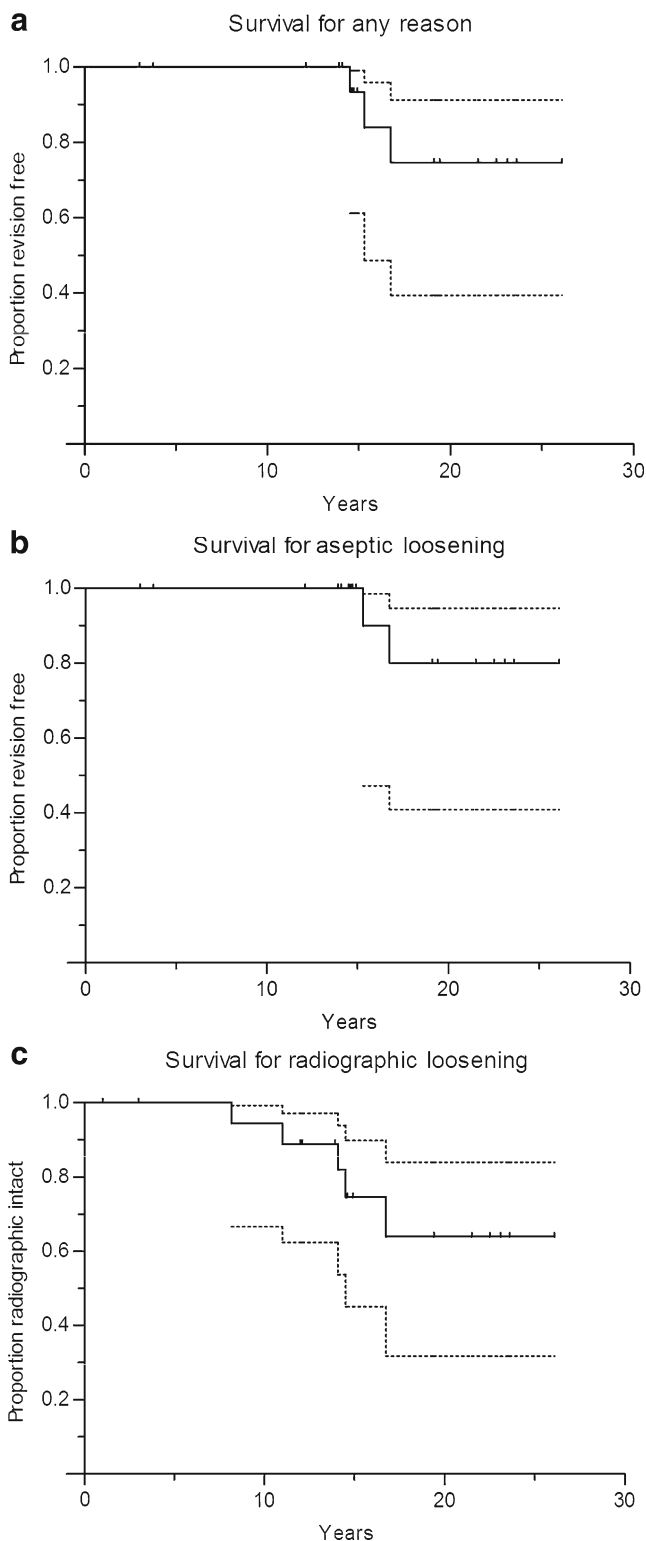 a
Survival for any reason
1.0
0.8
0.6
0.4
0.2
Proportion revision free
0 10 20 30
Years
b
Survival for aseptic loosening
1.0
0.8
0.6
0.4
0.2
Proportion revision free
0 10 20 30
Years
c
Survival for radiographic loosening
1.0
0.8
0.6
0.4
0.2
Proportion radiographic intact
0 10 20 30
Years